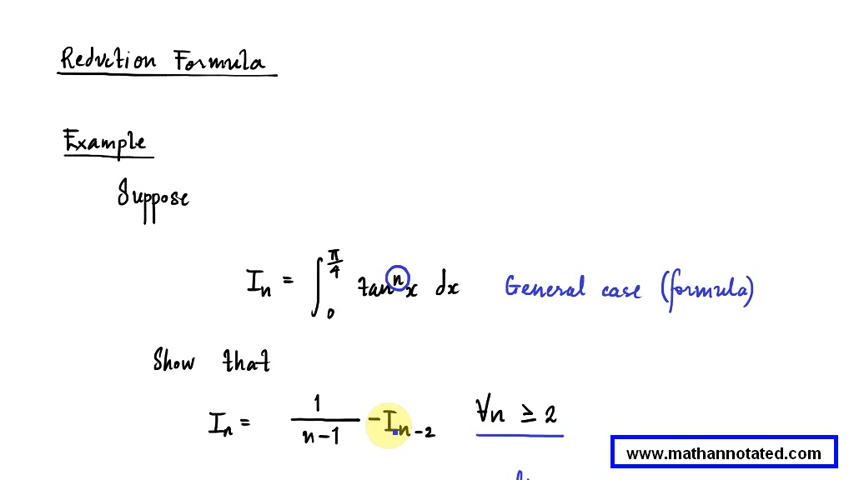 Reduction Formula
Example
Suppose
Iₙ = ∫₀^(π/4) tanⁿx dx General case (formula)
Show that
Iₙ = 1/(n-1) - Iₙ₋₂ ∀n ≥ 2
www.mathannotated.com